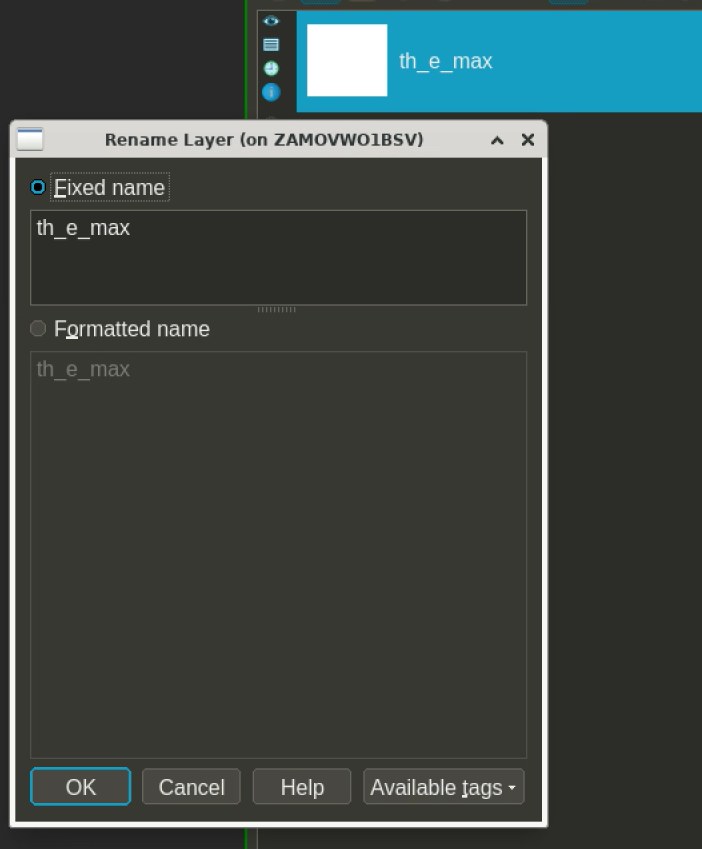 th_e_max
Rename Layer (on ZAMOVWO1BSV)
Fixed name
th_e_max
Formatted name
th_e_max
OK Cancel Help Available tags